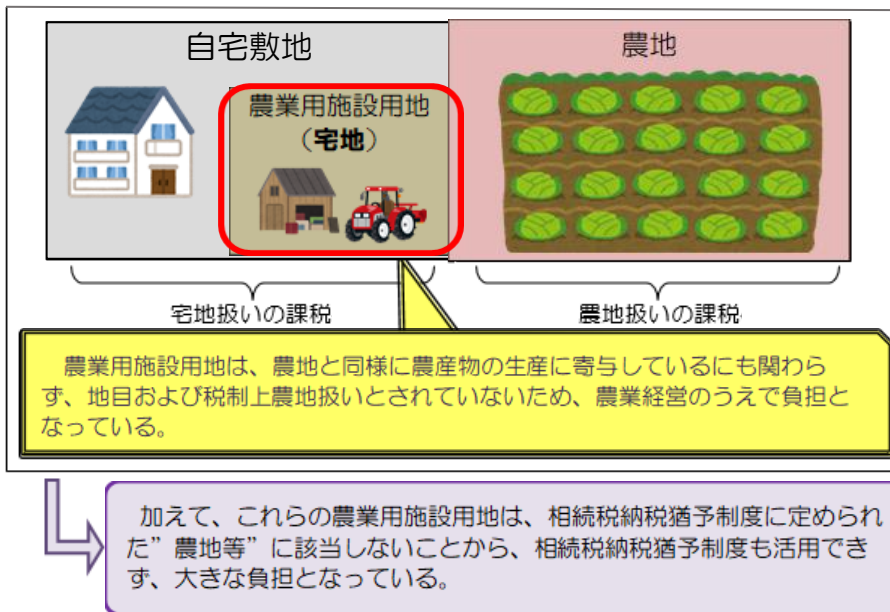 自宅敷地
農地
農業用施設用地
（宅地）
宅地扱いの課税
農地扱いの課税
農業用施設用地は、農地と同様に農産物の生産に寄与しているにも関わら
ず、地目および税制上農地扱いとされていないため、農業経営のうえで負担と
なっている。
加えて、これらの農業用施設用地は、相続税納税猶予制度に定められ
た”農地等”に該当しないことから、相続税納税猶予制度も活用でき
ず、大きな負担となっている。